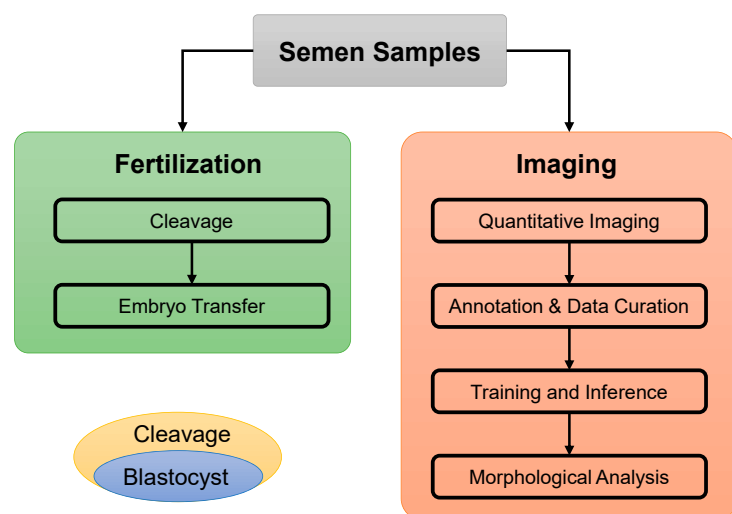 Semen Samples
Fertilization
Cleavage
Embryo Transfer
Cleavage
Blastocyst
Imaging
Quantitative Imaging
Annotation & Data Curation
Training and Inference
Morphological Analysis